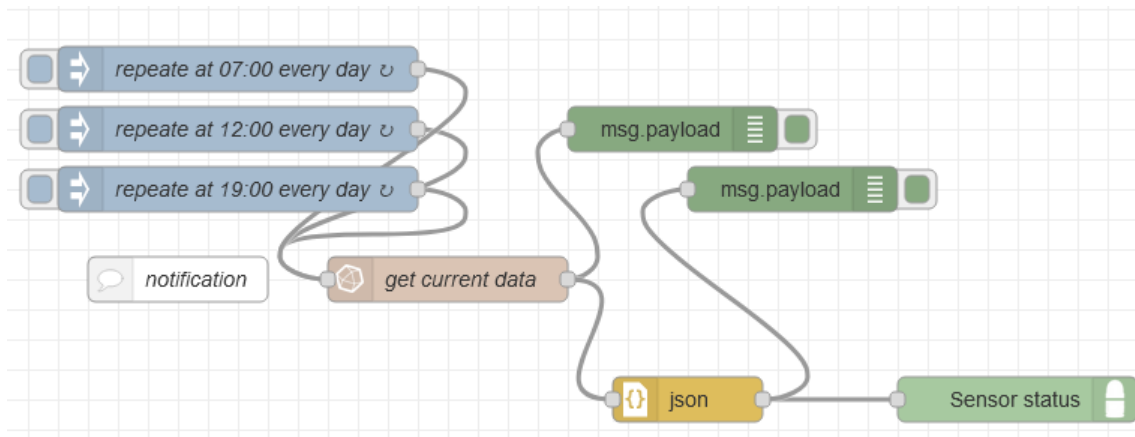 repeate at 07:00 every day ↻
repeate at 12:00 every day ↻
msg.payload
repeate at 19:00 every day ↻
msg.payload
notification
get current data
{} json
Sensor status